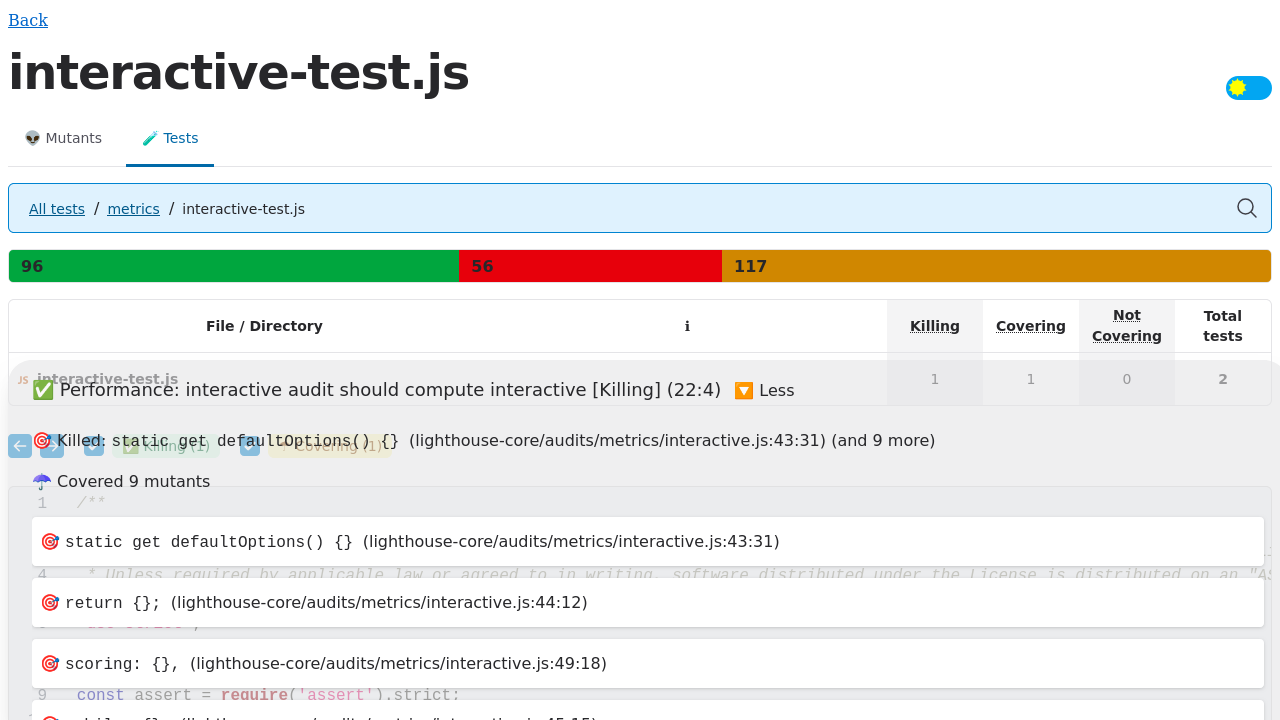 Back
interactive-test.js
👽 Mutants 🧪 Tests
All tests / metrics / interactive-test.js
96 56 117
File / Directory ℹ Killing Covering Not Covering Total tests
JS interactive-test.js 1 1 0 2
✅ Performance: interactive audit should compute interactive [Killing] (22:4) 🔽 Less
🎯 Killed: static get defaultOptions() {} (lighthouse-core/audits/metrics/interactive.js:43:31) (and 9 more)
✅ Killing (1) Covering (1)
☂️ Covered 9 mutants
1 /**
🎯 static get defaultOptions() {} (lighthouse-core/audits/metrics/interactive.js:43:31)
4 * Unless required by applicable law or agreed to in writing, software distributed under the License is distributed on an "AS
🎯 return {}; (lighthouse-core/audits/metrics/interactive.js:44:12)
🎯 scoring: {}, (lighthouse-core/audits/metrics/interactive.js:49:18)
9 const assert = require('assert').strict;